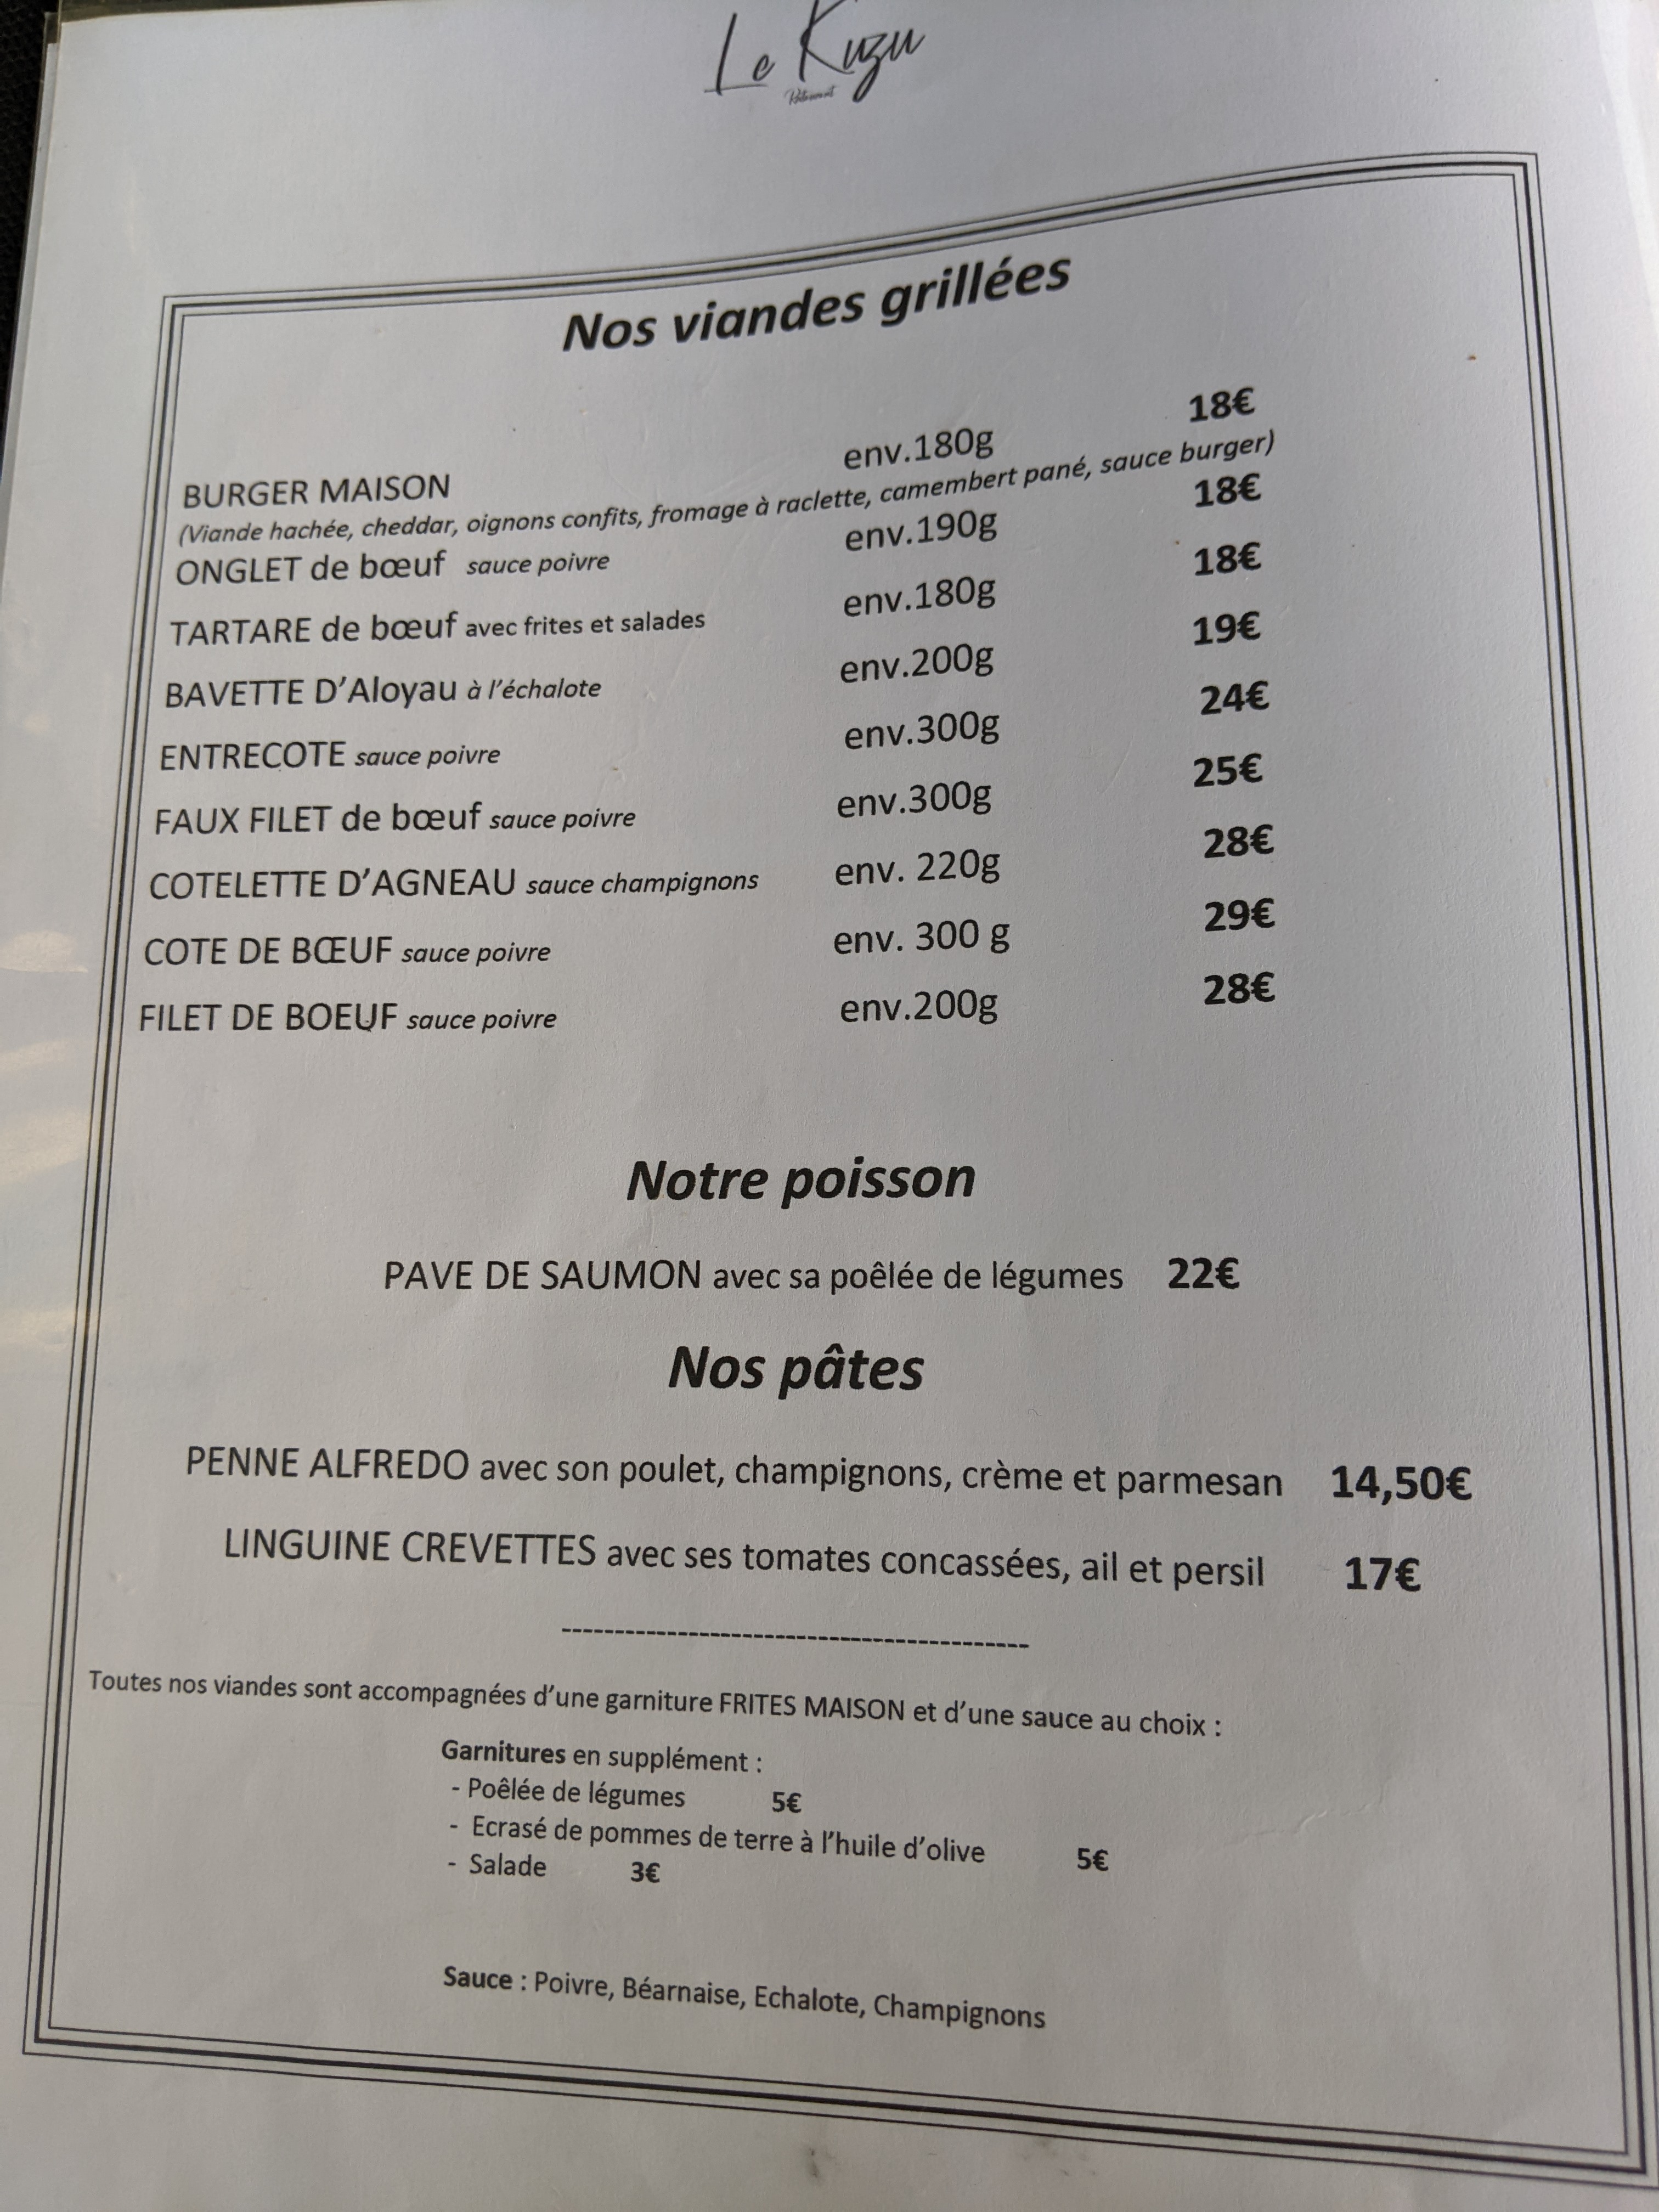 Le Kuzu
Restaurant
Nos viandes grillées
BURGER MAISON env.180g 18€
(Viande hachée, cheddar, oignons confits, fromage à raclette, camembert pané, sauce burger)
ONGLET de bœuf sauce poivre env.190g 18€
TARTARE de bœuf avec frites et salades env.180g 18€
BAVETTE D'Aloyau à l'échalote env.200g 19€
ENTRECOTE sauce poivre env.300g 24€
FAUX FILET de bœuf sauce poivre env.300g 25€
COTELETTE D'AGNEAU sauce champignons env. 220g 28€
COTE DE BŒUF sauce poivre env. 300 g 29€
FILET DE BOEUF sauce poivre env.200g 28€
Notre poisson
PAVE DE SAUMON avec sa poêlée de légumes 22€
Nos pâtes
PENNE ALFREDO avec son poulet, champignons, crème et parmesan 14,50€
LINGUINE CREVETTES avec ses tomates concassées, ail et persil 17€
--------------------------------------------
Toutes nos viandes sont accompagnées d'une garniture FRITES MAISON et d'une sauce au choix :
Garnitures en supplément :
- Poêlée de légumes 5€
- Ecrasé de pommes de terre à l'huile d'olive 5€
- Salade 3€
Sauce : Poivre, Béarnaise, Echalote, Champignons